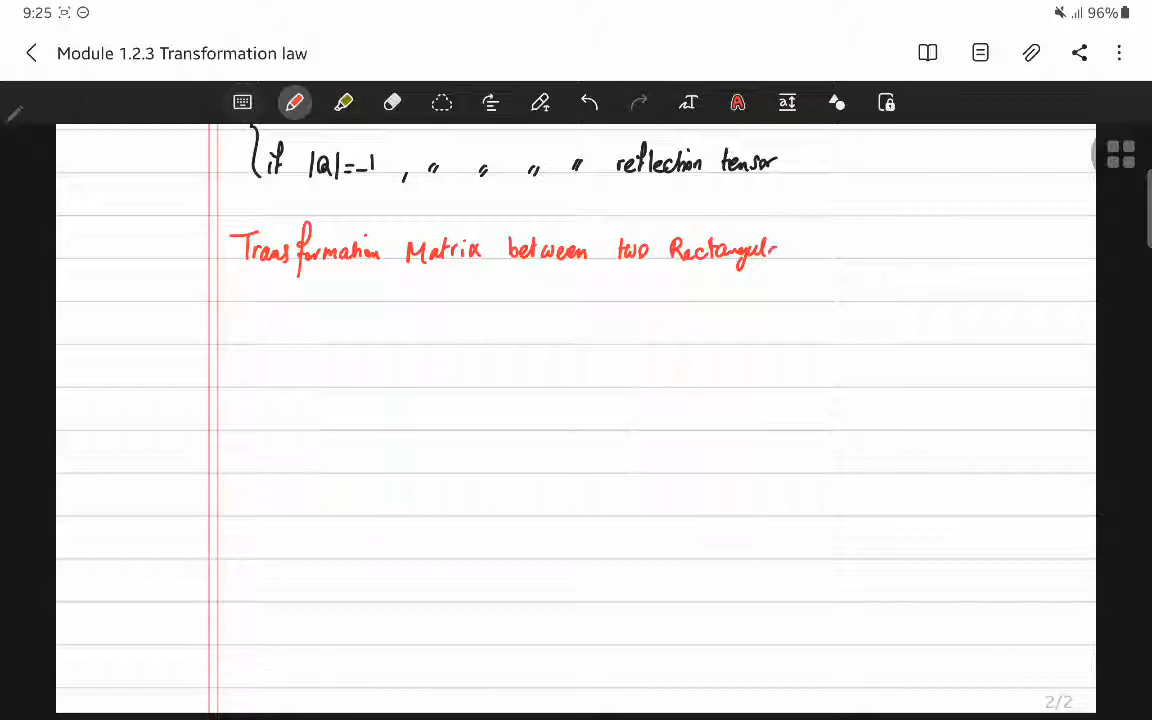 9:25
96%
Module 1.2.3 Transformation law
if |Q|=-1, " " " " reflection tensor
Transformation Matrix between two Rectangul
2/2